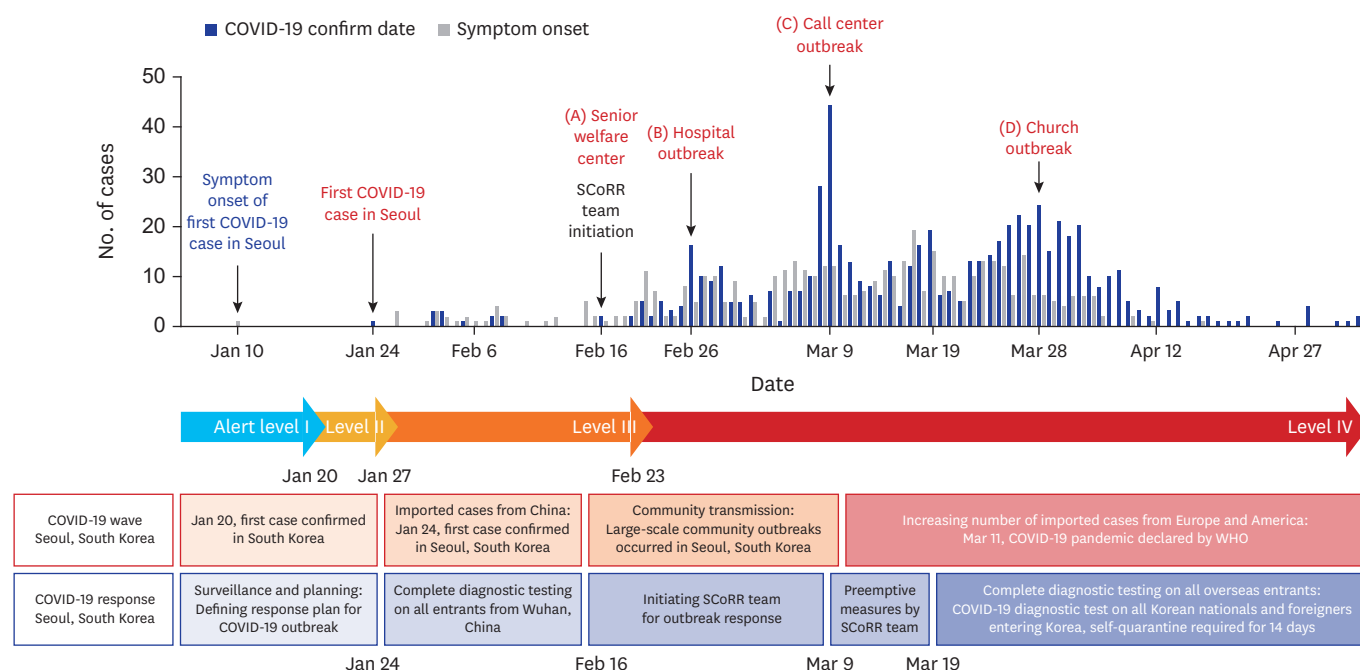 COVID-19 confirm date
Symptom onset
(C) Call center
outbreak
No. of cases
50
40
30
20
10
0
Symptom
onset of
first COVID-19
case in Seoul
First COVID-19
case in Seoul
(A) Senior
welfare
center
SCoRR
team
initiation
(B) Hospital
outbreak
(D) Church
outbreak
Jan 10
Jan 24
Feb 6
Feb 16
Feb 26
Mar 9
Mar 19
Mar 28
Apr 12
Apr 27
Date
Alert level I
Level II
Level III
Level IV
Jan 20
Jan 27
Feb 23
COVID-19 wave
Seoul, South Korea
Jan 20, first case confirmed
in South Korea
Imported cases from China:
Jan 24, first case confirmed
in Seoul, South Korea
Community transmission:
Large-scale community outbreaks
occurred in Seoul, South Korea
Increasing number of imported cases from Europe and America:
Mar 11, COVID-19 pandemic declared by WHO
COVID-19 response
Seoul, South Korea
Surveillance and planning:
Defining response plan for
COVID-19 outbreak
Complete diagnostic testing
on all entrants from Wuhan,
China
Initiating SCoRR team
for outbreak response
Preemptive
measures by
SCoRR team
Complete diagnostic testing on all overseas entrants:
COVID-19 diagnostic test on all Korean nationals and foreigners
entering Korea, self-quarantine required for 14 days
Jan 24
Feb 16
Mar 9
Mar 19